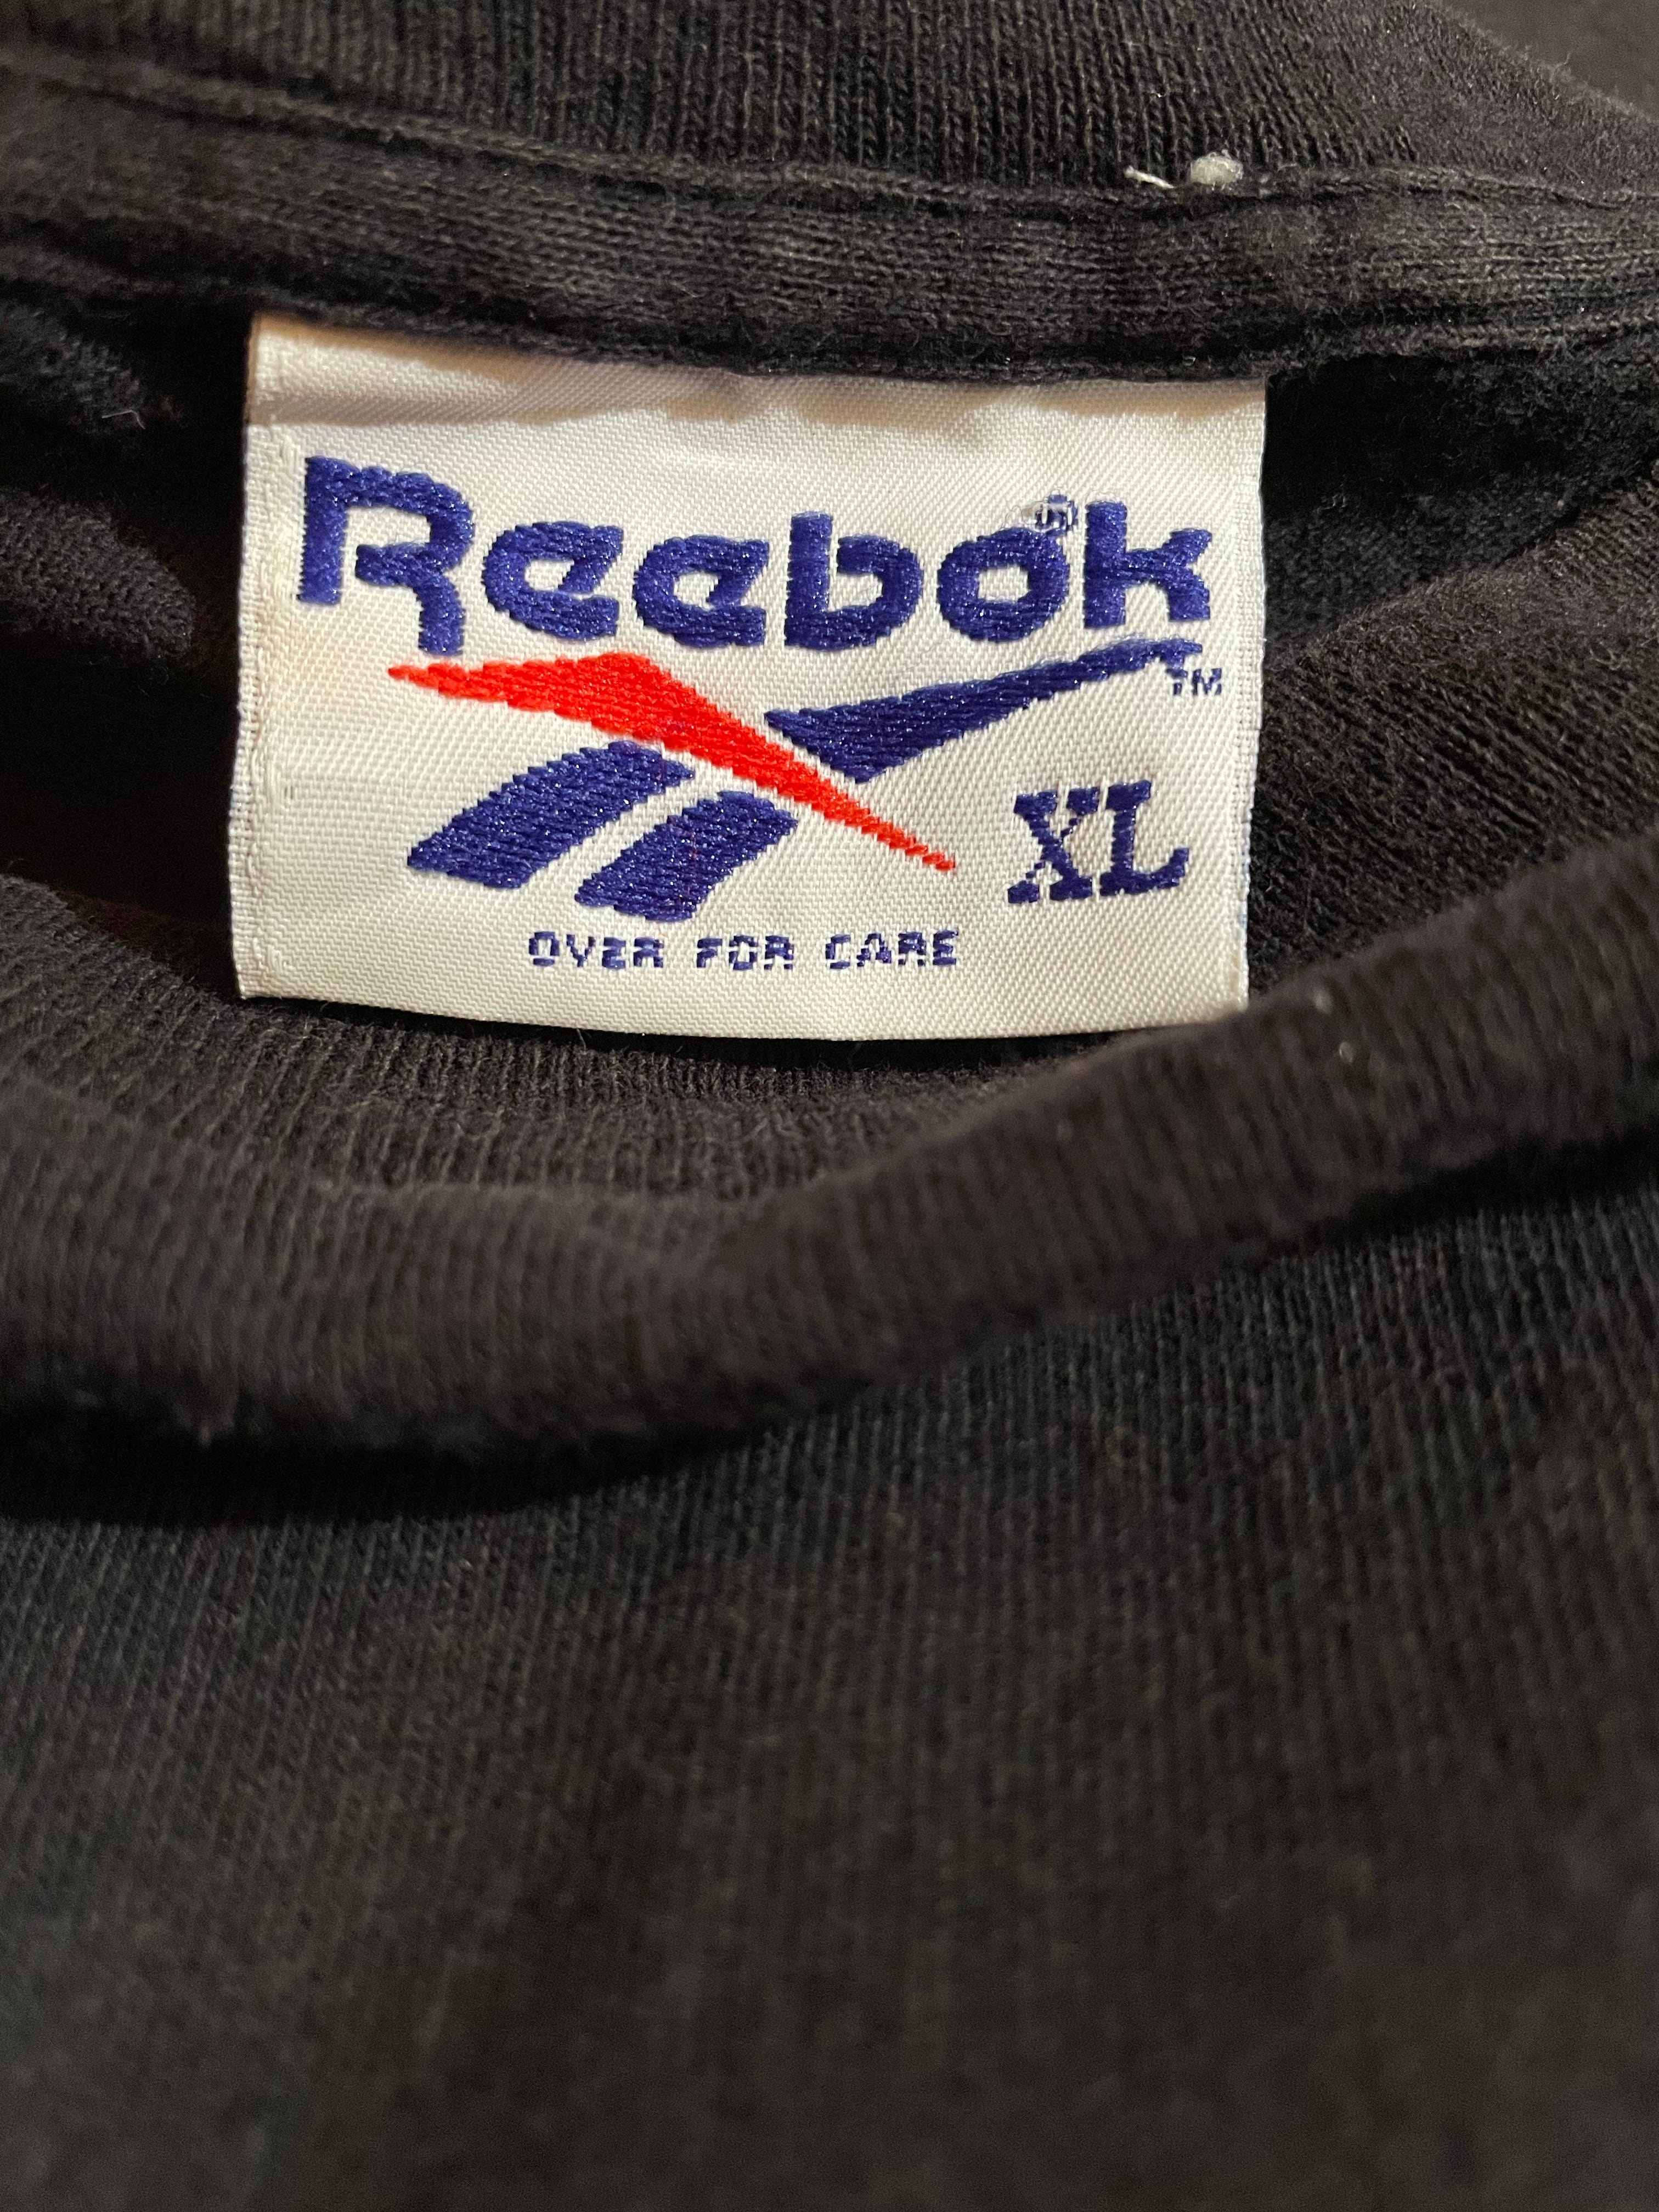 Reebok®
TM
XL
OVER FOR CARE